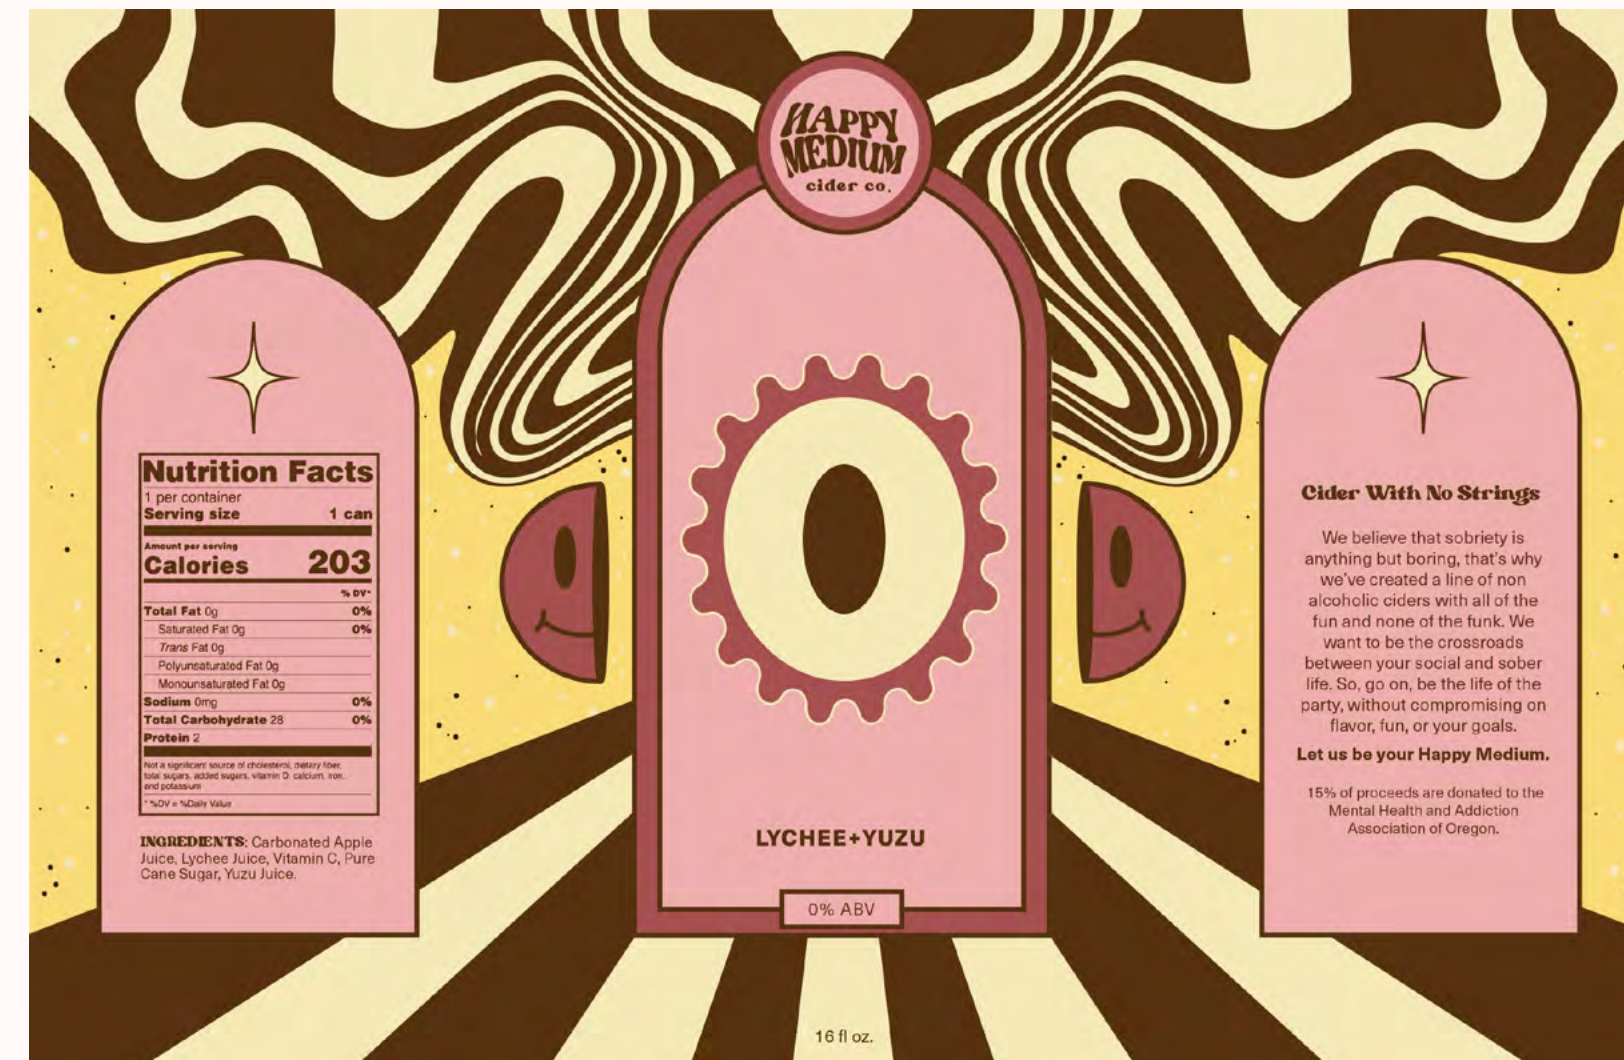 HAPPY
MEDIUM
cider co.
Nutrition Facts
1 per container
Serving size 1 can
Amount per serving
Calories 203
% DV*
Total Fat 0g 0%
Saturated Fat 0g 0%
Trans Fat 0g
Polyunsaturated Fat 0g
Monounsaturated Fat 0g
Sodium 0mg 0%
Total Carbohydrate 28 0%
Protein 2
Not a significant source of cholesterol, dietary fiber,
total sugars, added sugars, vitamin D, calcium, iron,
and potassium
* %DV = %Daily Value
INGREDIENTS: Carbonated Apple
Juice, Lychee Juice, Vitamin C, Pure
Cane Sugar, Yuzu Juice.
LYCHEE+YUZU
0% ABV
16 fl oz.
Cider With No Strings
We believe that sobriety is
anything but boring, that's why
we've created a line of non
alcoholic ciders with all of the
fun and none of the funk. We
want to be the crossroads
between your social and sober
life. So, go on, be the life of the
party, without compromising on
flavor, fun, or your goals.
Let us be your Happy Medium.
15% of proceeds are donated to the
Mental Health and Addiction
Association of Oregon.